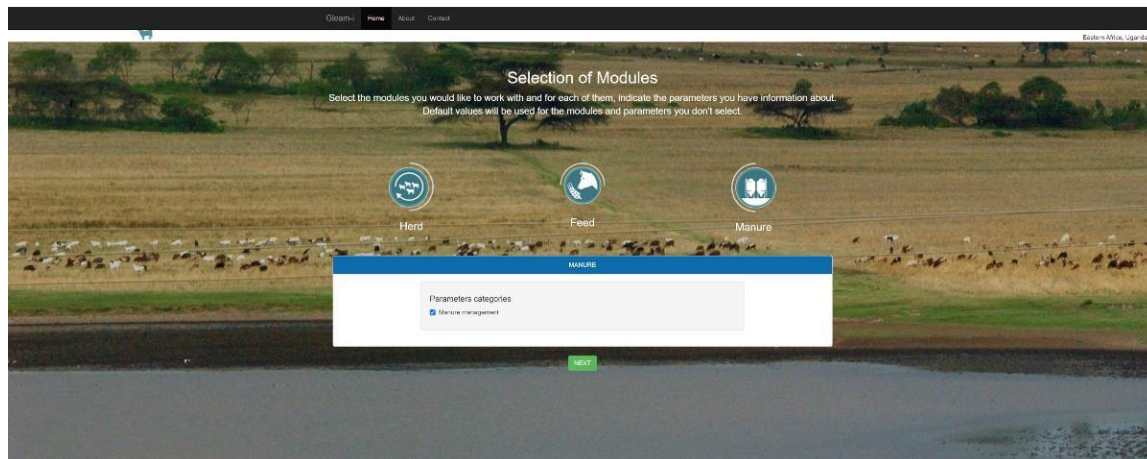 Gleam-i Home About Contact
Eastern Africa, Uganda
Selection of Modules
Select the modules you would like to work with and for each of them, indicate the parameters you have information about.
Default values will be used for the modules and parameters you don't select.
Herd
Feed
Manure
MANURE
Parameters categories
Manure management
NEXT